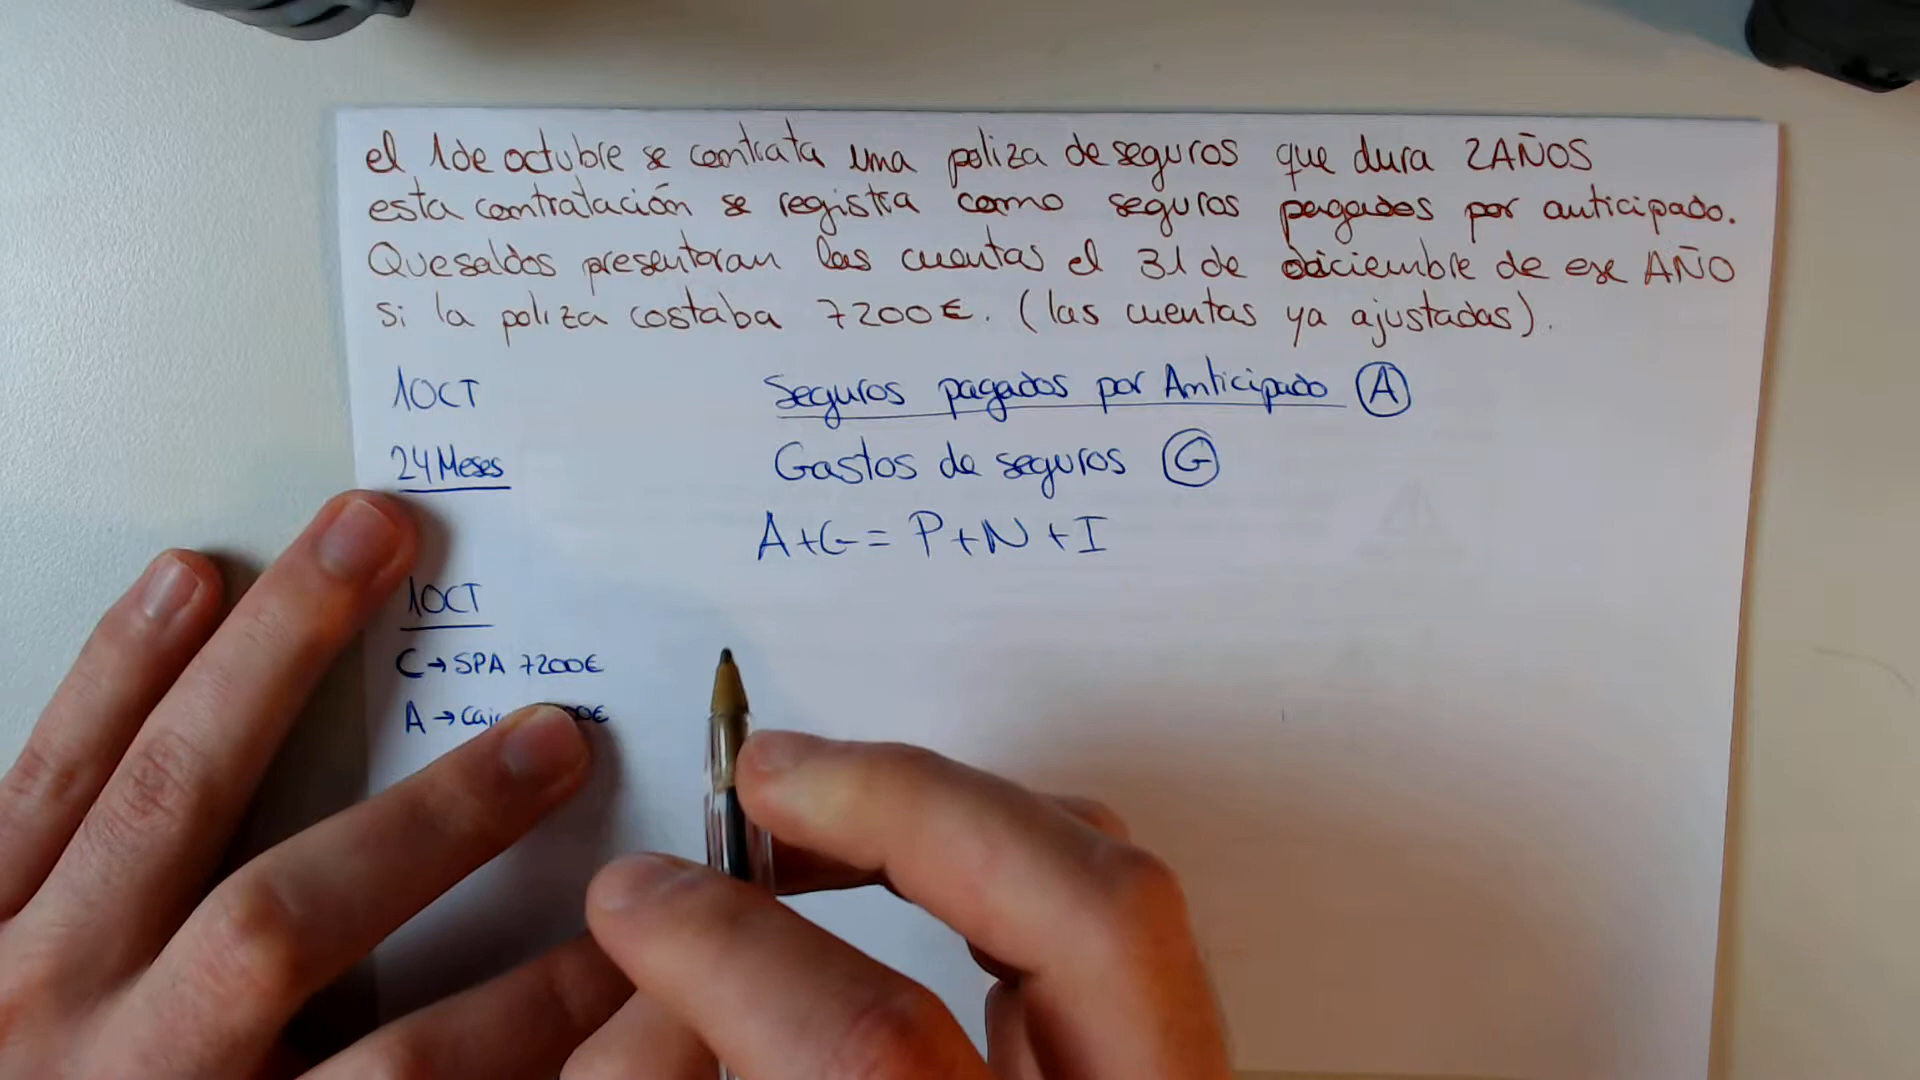 el 1 de octubre se contrata una poliza de seguros que dura 2 AÑOS
esta contratación se registra como seguros pagados por anticipado.
Que saldos presentaran las cuentas el 31 de diciembre de ese AÑO
si la poliza costaba 7200€. (las cuentas ya ajustadas).
1OCT
Seguros pagados por Anticipado A
24 Meses
Gastos de seguros G
A+G = P+N+I
1OCT
C→SPA 7200€
A→